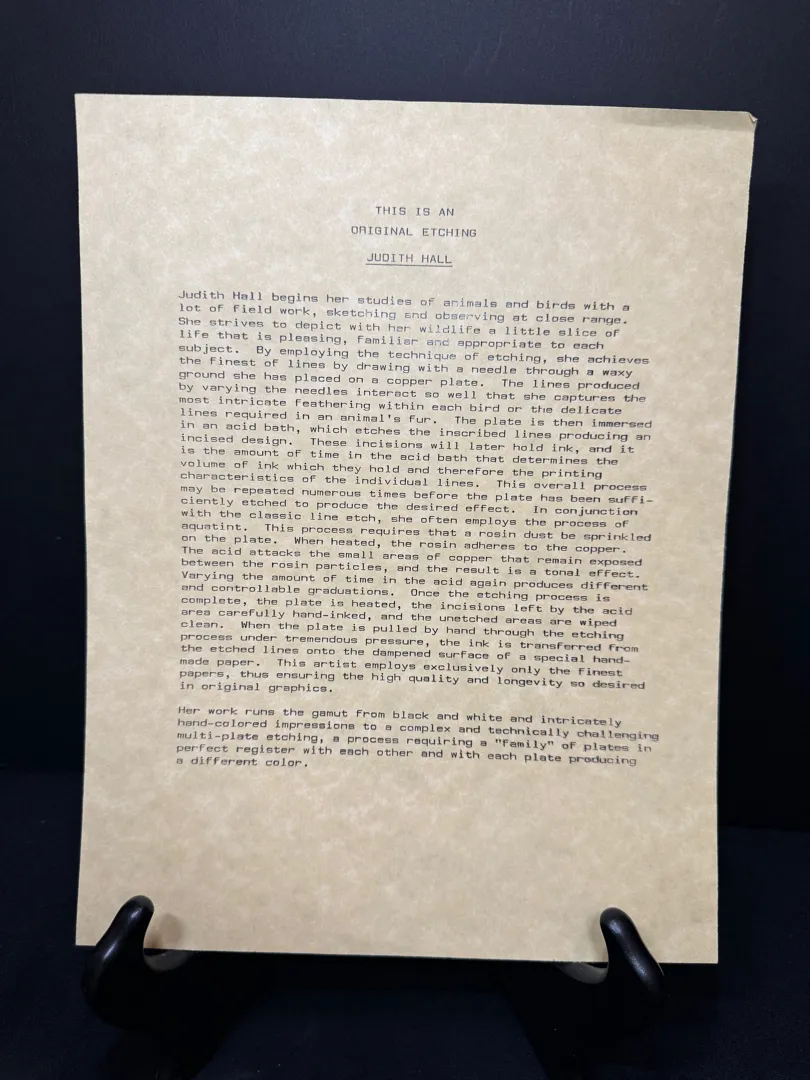 THIS IS AN
ORIGINAL ETCHING
JUDITH HALL
Judith Hall begins her studies of animals and birds with a
lot of field work, sketching and observing at close range.
She strives to depict with her wildlife a little slice of
life that is pleasing, familiar and appropriate to each
subject. By employing the technique of etching, she achieves
the finest of lines by drawing with a needle through a waxy
ground she has placed on a copper plate. The lines produced
by varying the needles interact so well that she captures the
most intricate feathering within each bird or the delicate
lines required in an animal's fur. The plate is then immersed
in an acid bath, which etches the inscribed lines producing an
incised design. These incisions will later hold ink, and it
is the amount of time in the acid bath that determines the
volume of ink which they hold and therefore the printing
characteristics of the individual lines. This overall process
may be repeated numerous times before the plate has been suffi-
ciently etched to produce the desired effect. In conjunction
with the classic line etch, she often employs the process of
aquatint. This process requires that a rosin dust be sprinkled
on the plate. When heated, the rosin adheres to the copper.
The acid attacks the small areas of copper that remain exposed
between the rosin particles, and the result is a tonal effect.
Varying the amount of time in the acid again produces different
and controllable graduations. Once the etching process is
complete, the plate is heated, the incisions left by the acid
area carefully hand-inked, and the unetched areas are wiped
clean. When the plate is pulled by hand through the etching
process under tremendous pressure, the ink is transferred from
the etched lines onto the dampened surface of a special hand-
made paper. This artist employs exclusively only the finest
papers, thus ensuring the high quality and longevity so desired
in original graphics.
Her work runs the gamut from black and white and intricately
hand-colored impressions to a complex and technically challenging
multi-plate etching, a process requiring a "family" of plates in
perfect register with each other and with each plate producing
a different color.